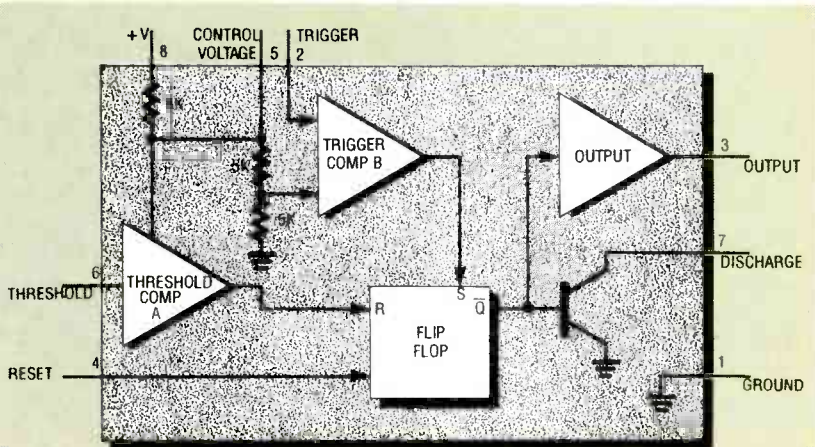 +V
8
CONTROL
VOLTAGE
5
TRIGGER
2
5K
5K
5K
TRIGGER
COMP B
OUTPUT
3
OUTPUT
7
DISCHARGE
6
THRESHOLD
THRESHOLD
COMP
A
R
S
Q̅
FLIP
FLOP
4
RESET
1
GROUND